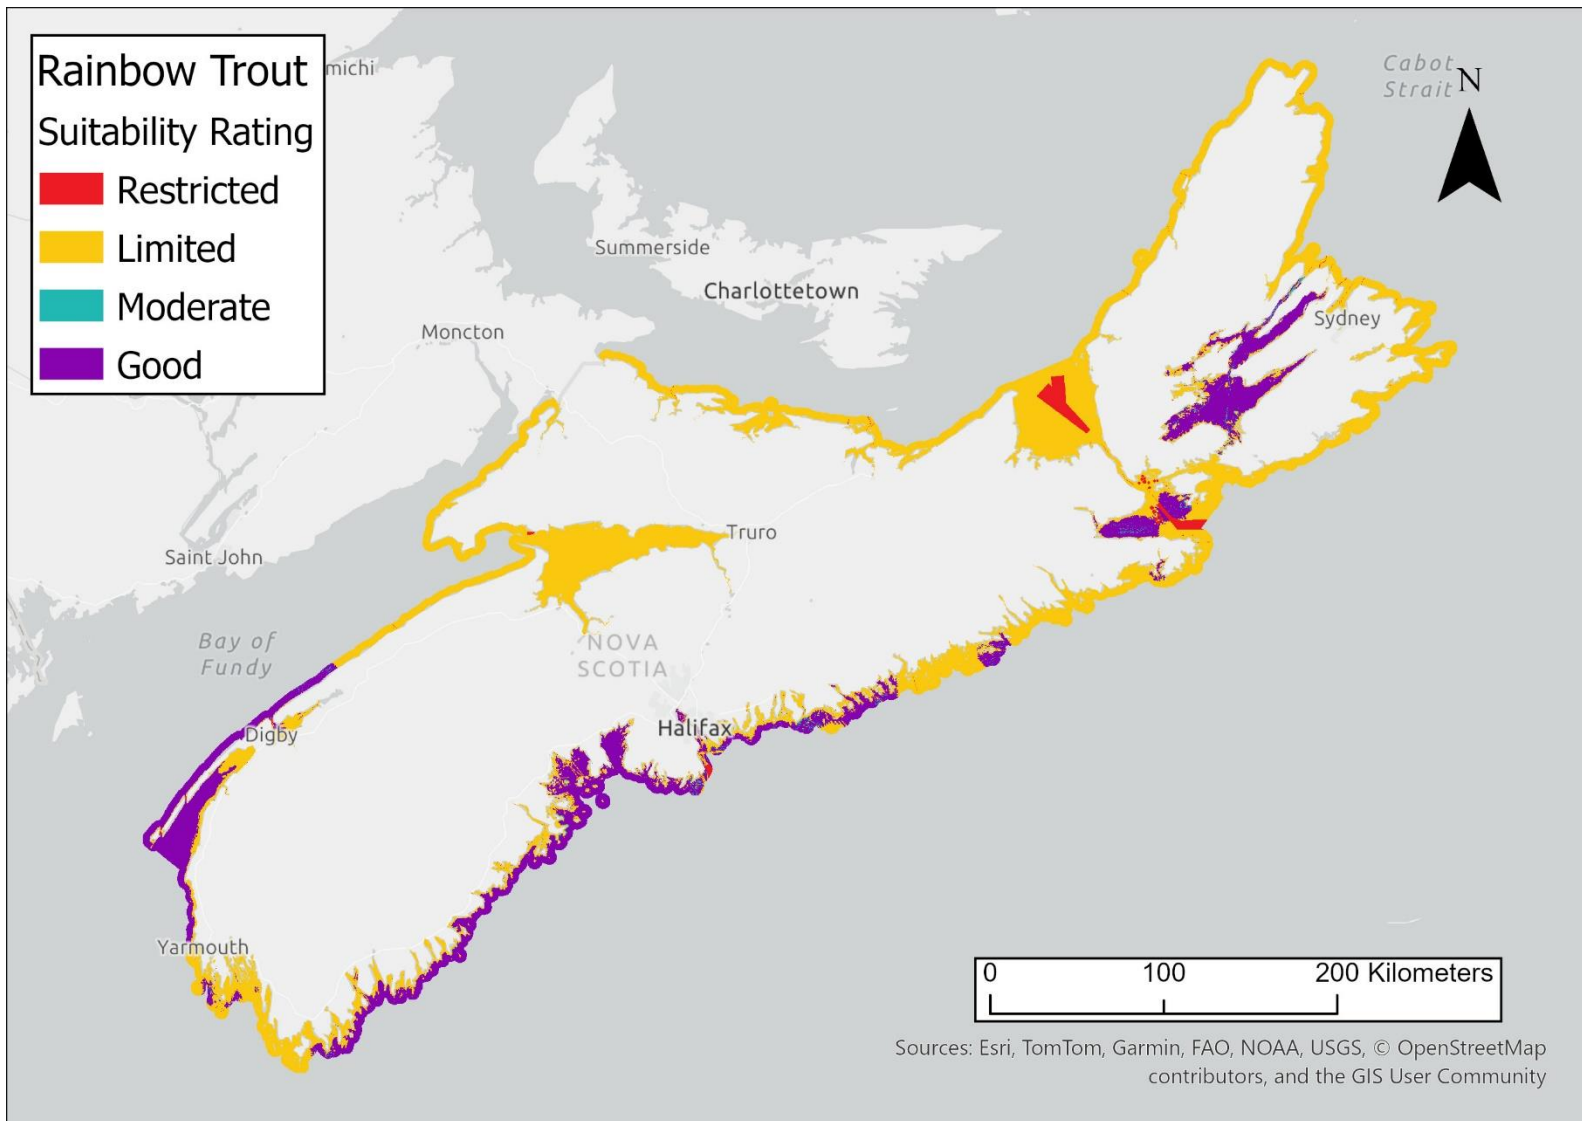 Rainbow Trout
Suitability Rating
Restricted
Limited
Moderate
Good
michi
Cabot
Strait
N
Summerside
Charlottetown
Moncton
Sydney
Truro
Saint John
Bay of
Fundy
NOVA
SCOTIA
Halifax
Digby
Yarmouth
0 100 200 Kilometers
Sources: Esri, TomTom, Garmin, FAO, NOAA, USGS, © OpenStreetMap
contributors, and the GIS User Community